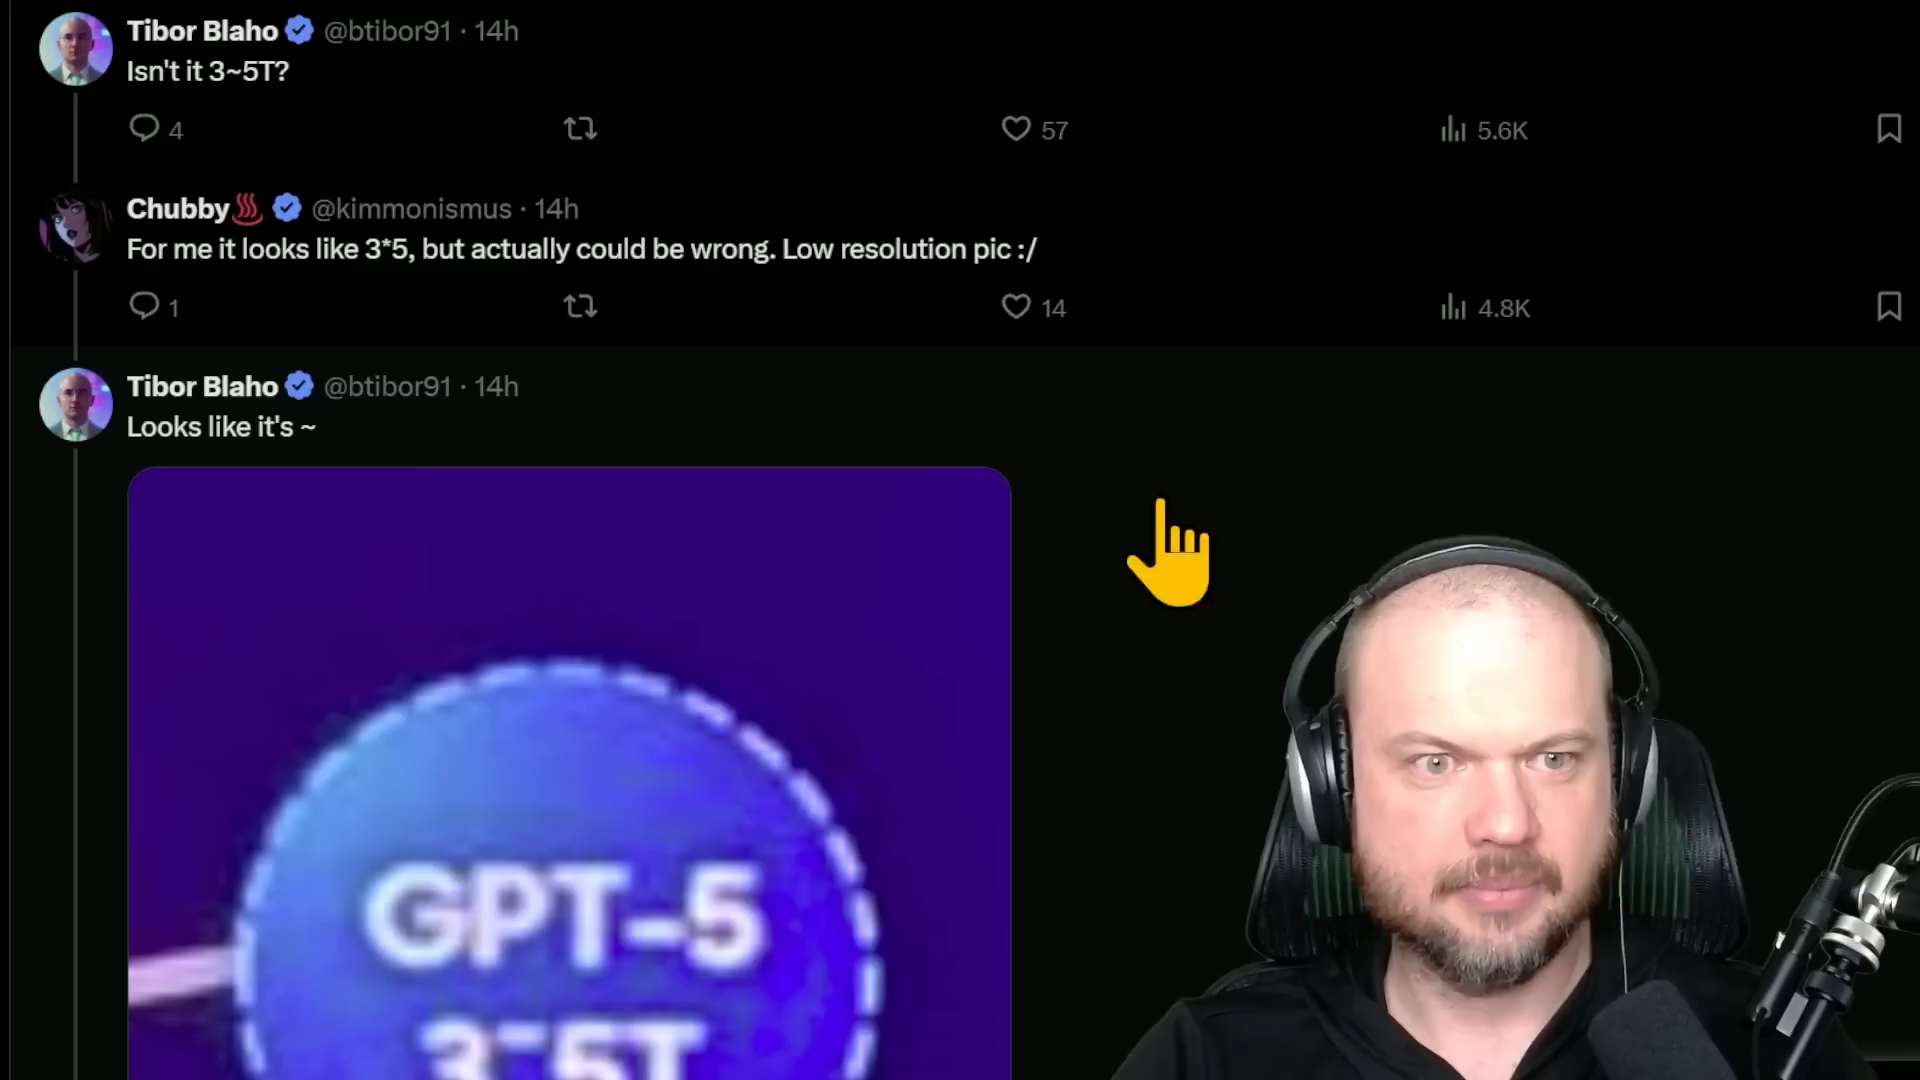 Tibor Blaho @btibor91 · 14h
Isn't it 3~5T?
4 57 5.6K
Chubby♨️ @kimmonismus · 14h
For me it looks like 3*5, but actually could be wrong. Low resolution pic :/
1 14 4.8K
Tibor Blaho @btibor91 · 14h
Looks like it's ~
GPT-5
3~5T